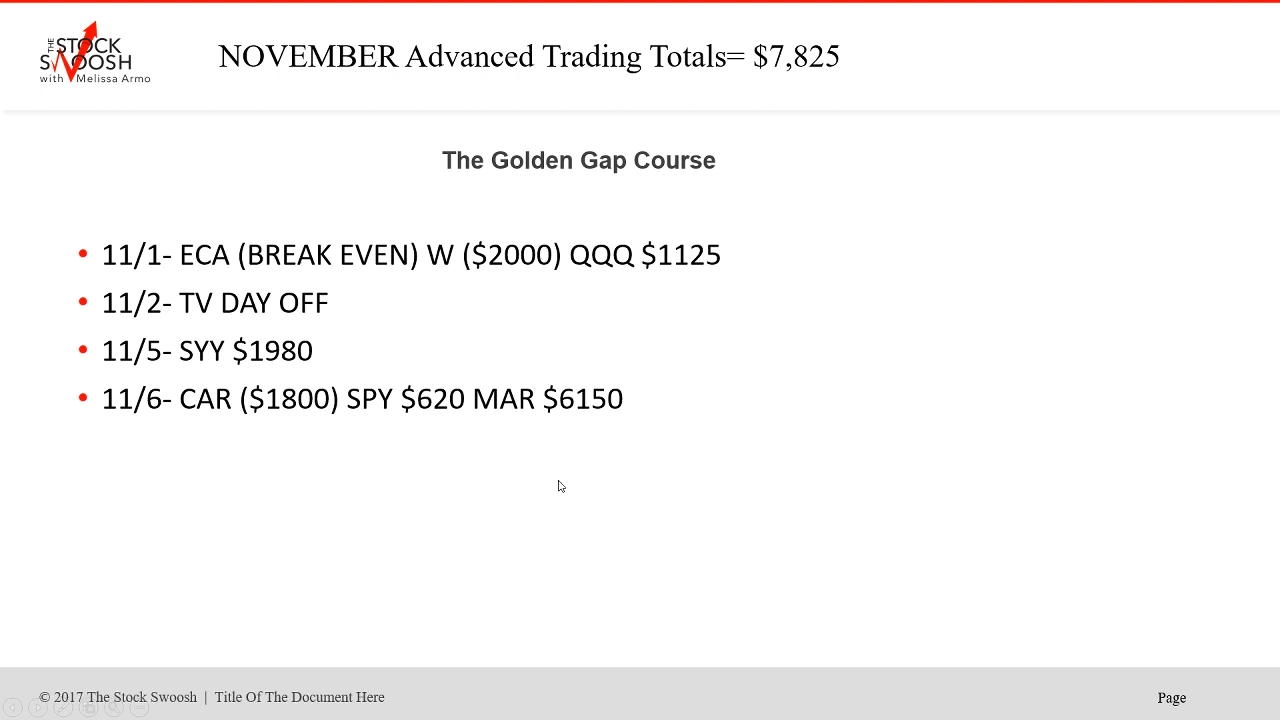 THE STOCK
SWOOSH
with Melissa Armo
NOVEMBER Advanced Trading Totals= $7,825
The Golden Gap Course
• 11/1- ECA (BREAK EVEN) W ($2000) QQQ $1125
• 11/2- TV DAY OFF
• 11/5- SYY $1980
• 11/6- CAR ($1800) SPY $620 MAR $6150
© 2017 The Stock Swoosh | Title Of The Document Here
Page